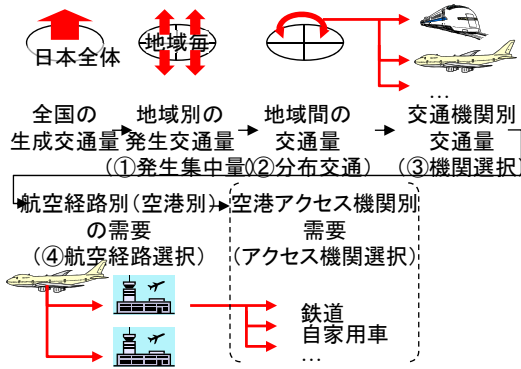 日本全体
地域毎
…
全国の
生成交通量
地域別の
発生交通量
(①発生集中量)
地域間の
交通量
(②分布交通)
交通機関別
交通量
(③機関選択)
航空経路別(空港別)
の需要
(④航空経路選択)
空港アクセス機関別
需要
(アクセス機関選択)
鉄道
自家用車
…